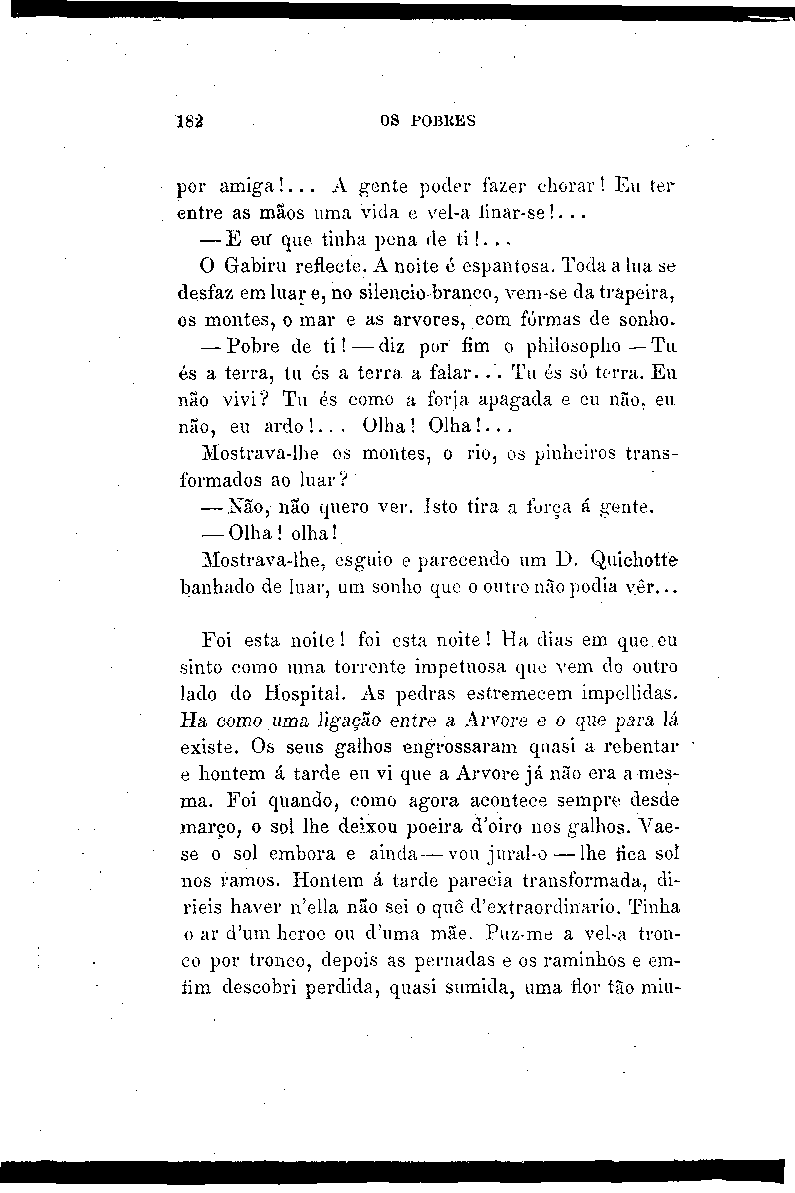 182 OS POBRES
por amiga!... A gente poder fazer chorar! Eu ter
entre as mãos uma vida e vel-a finar-se!...
— E eu que tinha pena de ti!...
O Gabiru reflecte. A noite é espantosa. Toda a lua se
desfaz em luar e, no silencio branco, vem-se da trapeira,
os montes, o mar e as arvores, com fórmas de sonho.
— Pobre de ti! — diz por fim o philosopho — Tu
és a terra, tu és a terra a falar... Tu és só terra. Eu
não vivi? Tu és como a forja apagada e eu não, eu
não, eu ardo!... Olha! Olha!...
Mostrava-lhe os montes, o rio, os pinheiros trans-
formados ao luar?
— Não, não quero ver. Isto tira a força á gente.
— Olha! olha!
Mostrava-lhe, esguio e parecendo um D. Quichotte
banhado de luar, um sonho que o outro não podia vêr...
Foi esta noite! foi esta noite! Ha dias em que eu
sinto como uma torrente impetuosa que vem do outro
lado do Hospital. As pedras estremecem impellidas.
Ha como uma ligação entre a Arvore e o que para lá
existe. Os seus galhos engrossaram quasi a rebentar
e hontem á tarde eu vi que a Arvore já não era a mes-
ma. Foi quando, como agora acontece sempre desde
março, o sol lhe deixou poeira d'oiro nos galhos. Vae-
se o sol embora e ainda — vou jural-o — lhe fica sol
nos ramos. Hontem á tarde parecia transformada, di-
rieis haver n'ella não sei o quê d'extraordinario. Tinha
o ar d'um heroe ou d'uma mãe. Puz-me a vel-a tron-
co por tronco, depois as pernadas e os raminhos e em-
fim descobri perdida, quasi sumida, uma flor tão miu-